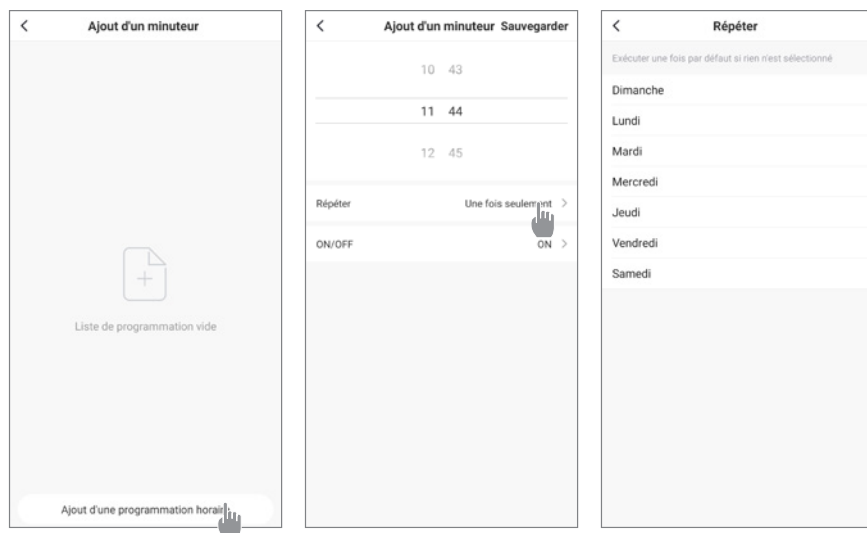 Ajout d'un minuteur
Liste de programmation vide
Ajout d'une programmation horaire
Ajout d'un minuteur Sauvegarder
10 43
11 44
12 45
Répéter Une fois seulement
ON/OFF ON
Répéter
Exécuter une fois par défaut si rien n'est sélectionné
Dimanche
Lundi
Mardi
Mercredi
Jeudi
Vendredi
Samedi